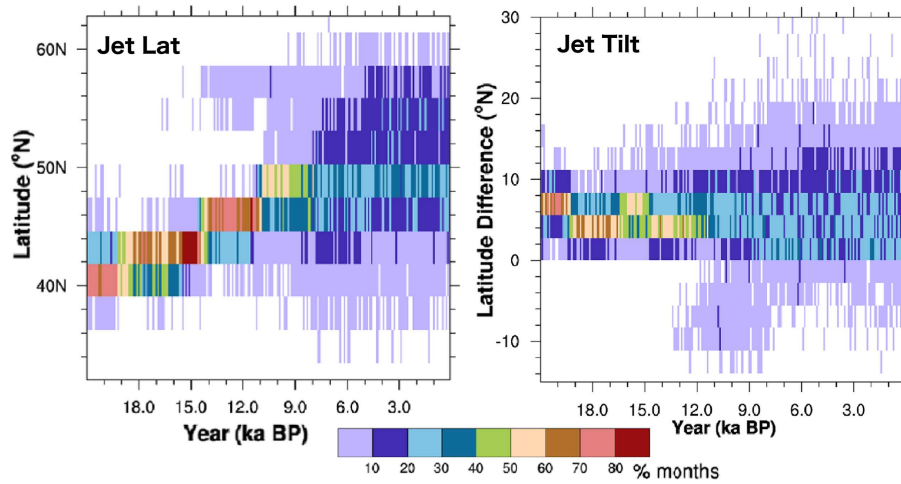 Jet Lat
60N
50N
40N
Latitude (°N)
18.0 15.0 12.0 9.0 6.0 3.0
Year (ka BP)
Jet Tilt
30
20
10
0
-10
Latitude Difference (°N)
18.0 15.0 12.0 9.0 6.0 3.0
Year (ka BP)
10 20 30 40 50 60 70 80 % months